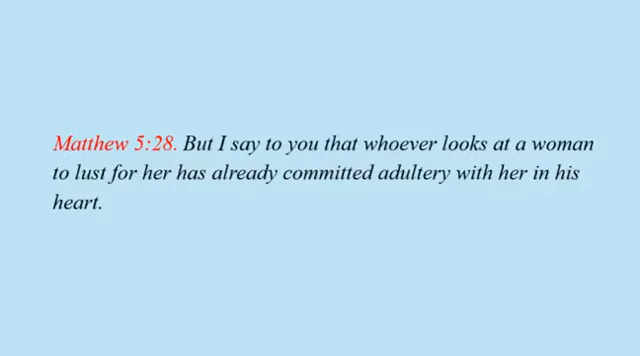 Matthew 5:28. But I say to you that whoever looks at a woman
to lust for her has already committed adultery with her in his
heart.